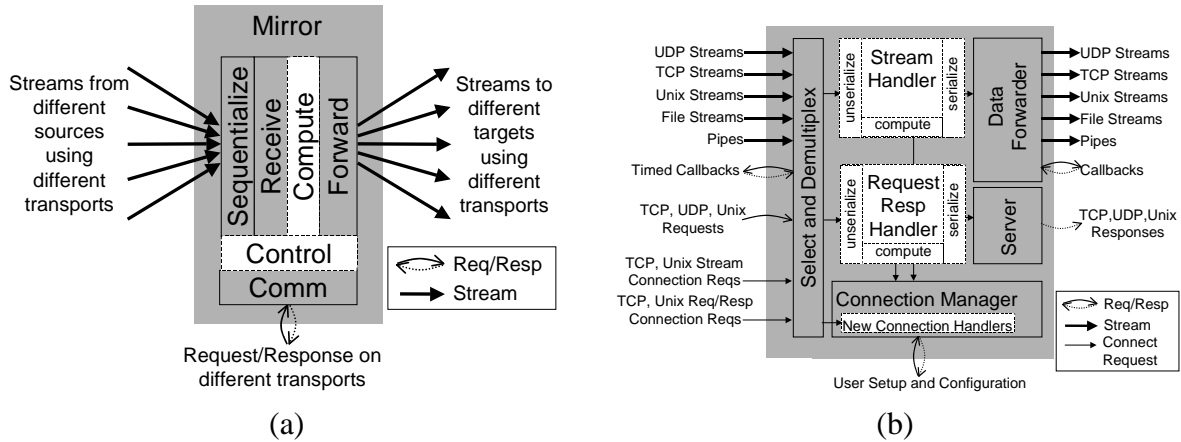 Mirror
Streams from
different
sources
using
different
transports
Sequentialize
Receive
Compute
Forward
Streams to
different
targets
using
different
transports
Control
Comm
Req/Resp
Stream
Request/Response on
different transports
(a)
UDP Streams
TCP Streams
Unix Streams
File Streams
Pipes
Timed Callbacks
TCP, UDP, Unix
Requests
TCP, Unix Stream
Connection Reqs
TCP, Unix Req/Resp
Connection Reqs
Select and Demultiplex
unserialize
Stream
Handler
compute
serialize
Data
Forwarder
UDP Streams
TCP Streams
Unix Streams
File Streams
Pipes
Callbacks
unserialize
Request
Resp
Handler
compute
serialize
Server
TCP,UDP,Unix
Responses
Connection Manager
New Connection Handlers
Req/Resp
Stream
Connect
Request
User Setup and Configuration
(b)